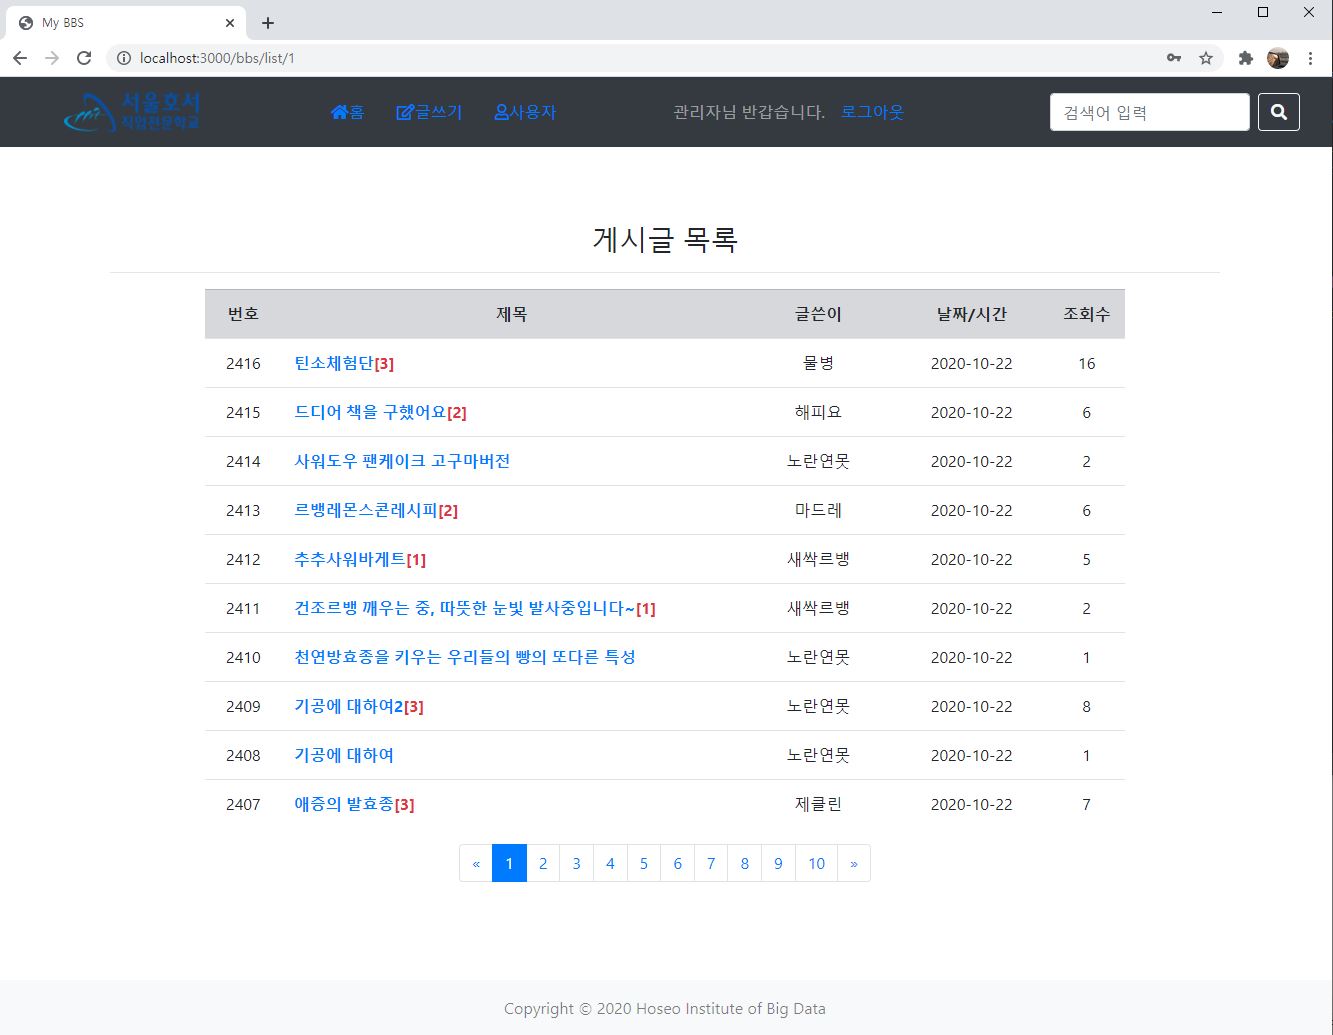 My BBS
localhost:3000/bbs/list/1
서울호서
직업전문학교
홈 글쓰기 사용자 관리자님 반갑습니다. 로그아웃 검색어 입력
게시글 목록
번호 제목 글쓴이 날짜/시간 조회수
2416 틴소체험단[3] 물병 2020-10-22 16
2415 드디어 책을 구했어요[2] 해피요 2020-10-22 6
2414 사워도우 팬케이크 고구마버전 노란연못 2020-10-22 2
2413 르뱅레몬스콘레시피[2] 마드레 2020-10-22 6
2412 추추사워바게트[1] 새싹르뱅 2020-10-22 5
2411 건조르뱅 깨우는 중, 따뜻한 눈빛 발사중입니다~[1] 새싹르뱅 2020-10-22 2
2410 천연방효종을 키우는 우리들의 빵의 또다른 특성 노란연못 2020-10-22 1
2409 기공에 대하여2[3] 노란연못 2020-10-22 8
2408 기공에 대하여 노란연못 2020-10-22 1
2407 애증의 발효종[3] 제클린 2020-10-22 7
« 1 2 3 4 5 6 7 8 9 10 »
Copyright © 2020 Hoseo Institute of Big Data